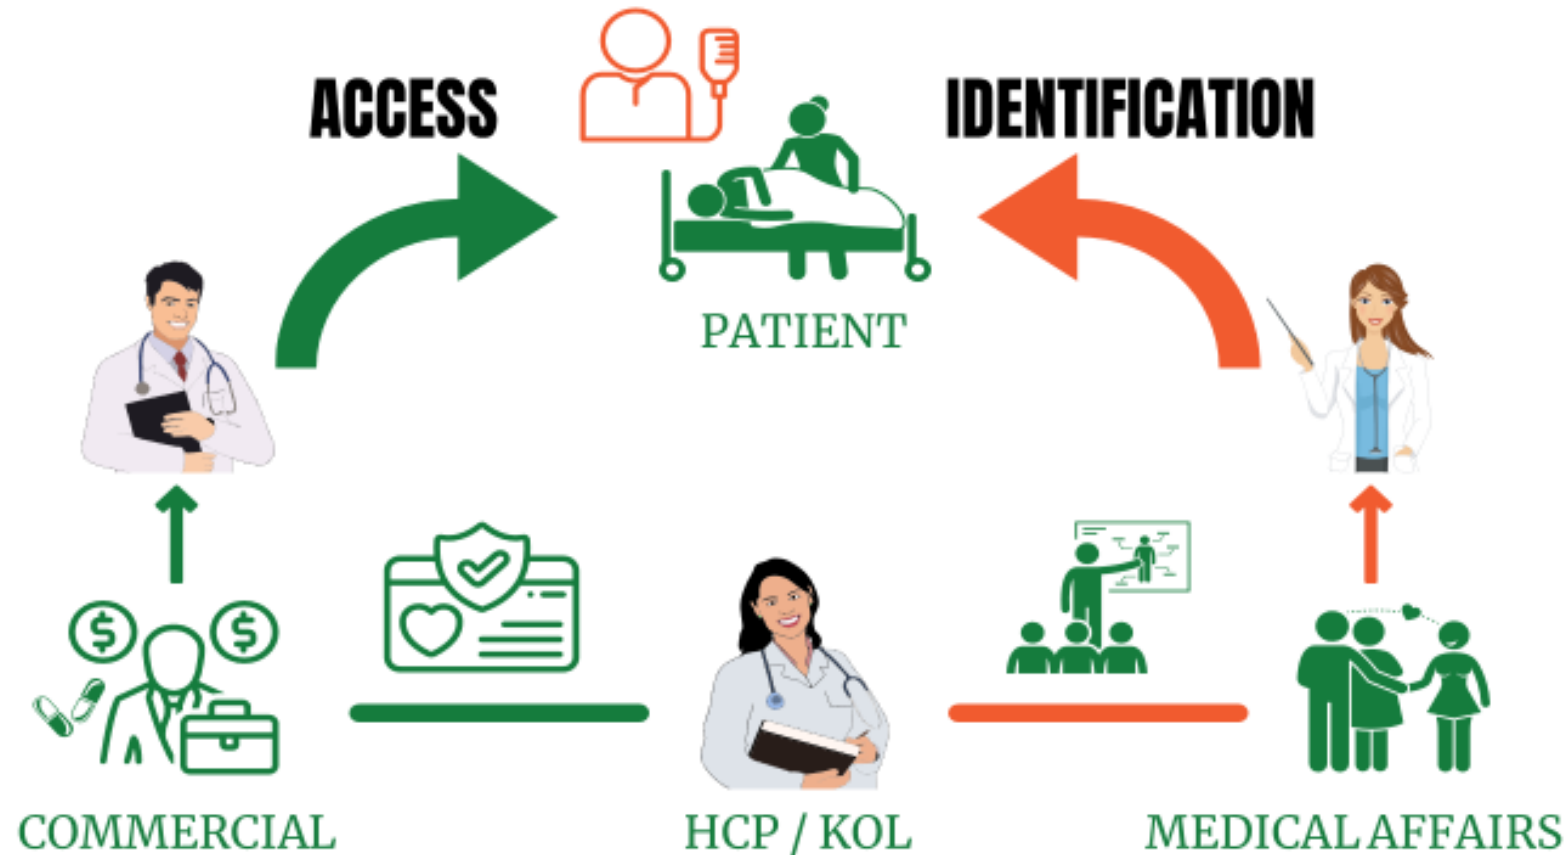 ACCESS
IDENTIFICATION
PATIENT
$ $
COMMERCIAL
HCP / KOL
MEDICAL AFFAIRS